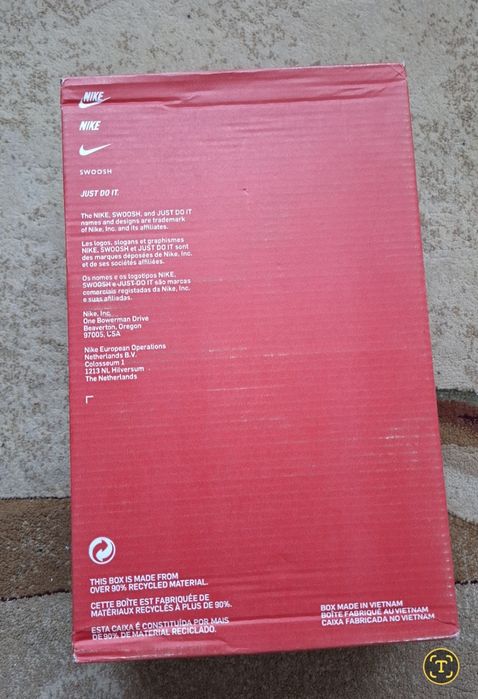 NIKE
NIKE
SWOOSH
JUST DO IT.
The NIKE, SWOOSH, and JUST DO IT
names and designs are trademark
of Nike, Inc. and its affiliates.
Les logos, slogans et graphismes
NIKE, SWOOSH et JUST DO IT sont
des marques déposées de Nike, Inc.
et de ses sociétés affiliées.
Os nomes e os logotipos NIKE,
SWOOSH e JUST DO IT são marcas
comerciais registadas da Nike, Inc.
e suas afiliadas.
Nike, Inc.
One Bowerman Drive
Beaverton, Oregon
97005, USA
Nike European Operations
Netherlands B.V.
Colosseum 1
1213 NL Hilversum
The Netherlands
THIS BOX IS MADE FROM
OVER 90% RECYCLED MATERIAL.
CETTE BOÎTE EST FABRIQUÉE DE
MATÉRIAUX RECYCLÉS À PLUS DE 90%.
ESTA CAIXA É CONSTITUÍDA POR MAIS
DE 90% DE MATERIAL RECICLADO.
BOX MADE IN VIETNAM
BOÎTE FABRIQUÉ AU VIETNAM
CAIXA FABRICADA NO VIETNAM
T